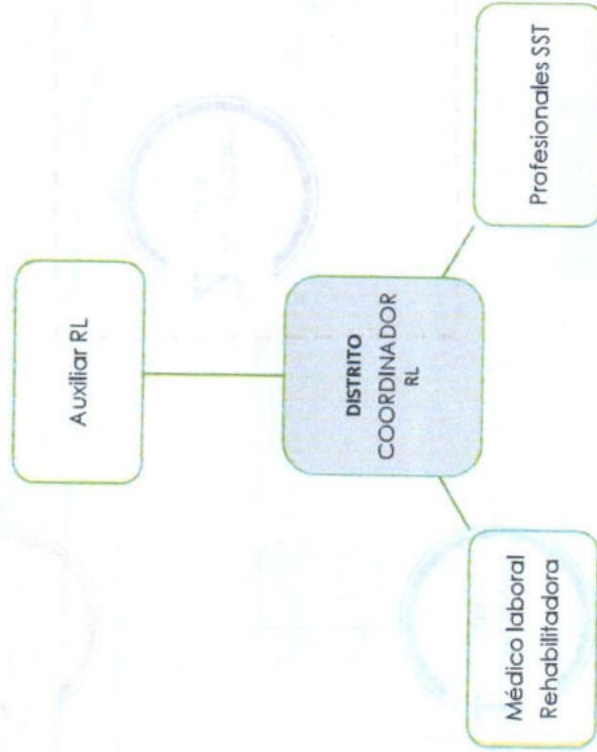 Auxiliar RL
DISTRITO
COORDINADOR
RL
Médico laboral
Rehabilitadora
Profesionales SST